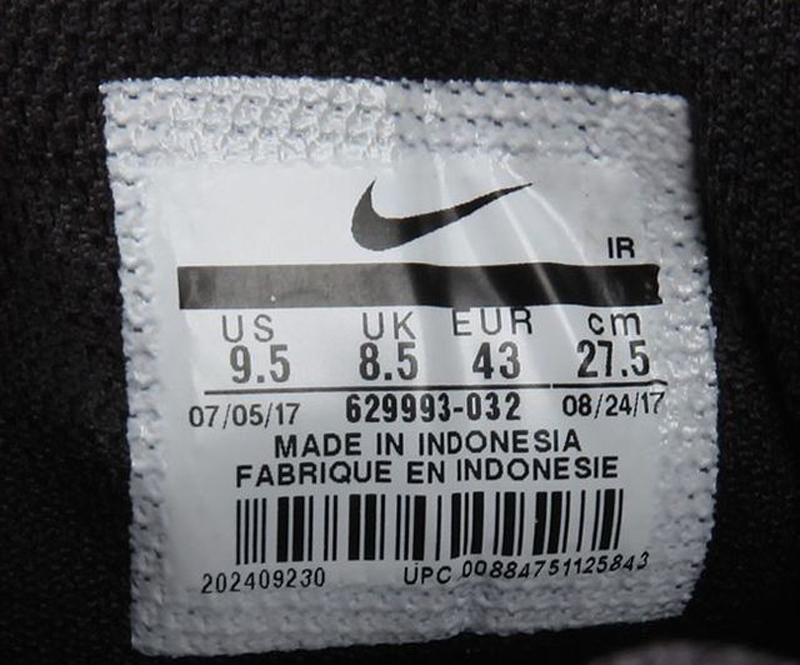 IR
US UK EUR cm
9.5 8.5 43 27.5
07/05/17 629993-032 08/24/17
MADE IN INDONESIA
FABRIQUE EN INDONESIE
202409230 UPC 00884751125843